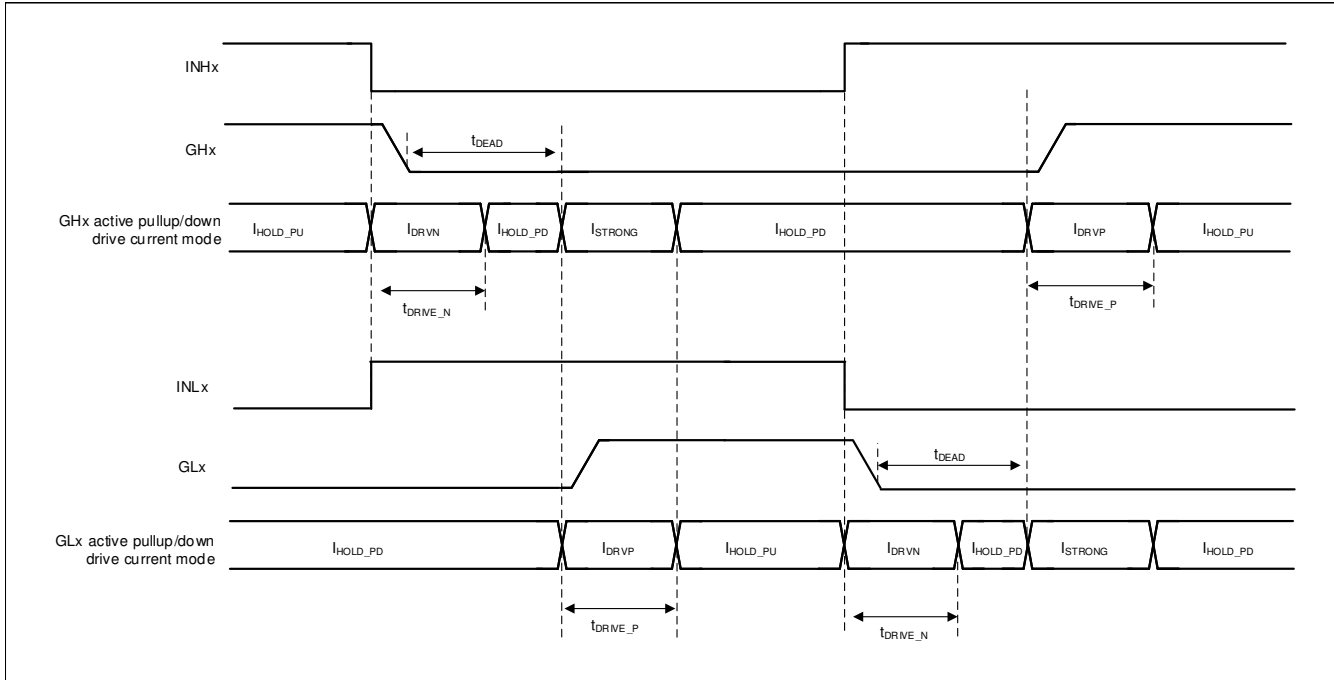 INHx
GHx
tDEAD
GHx active pullup/down
drive current mode
IHOLD_PU IDRVN IHOLD_PD ISTRONG IHOLD_PD IDRVP IHOLD_PU
tDRIVE_N tDRIVE_P
INLx
GLx
tDEAD
GLx active pullup/down
drive current mode
IHOLD_PD IDRVP IHOLD_PU IDRVN IHOLD_PD ISTRONG IHOLD_PD
tDRIVE_P tDRIVE_N